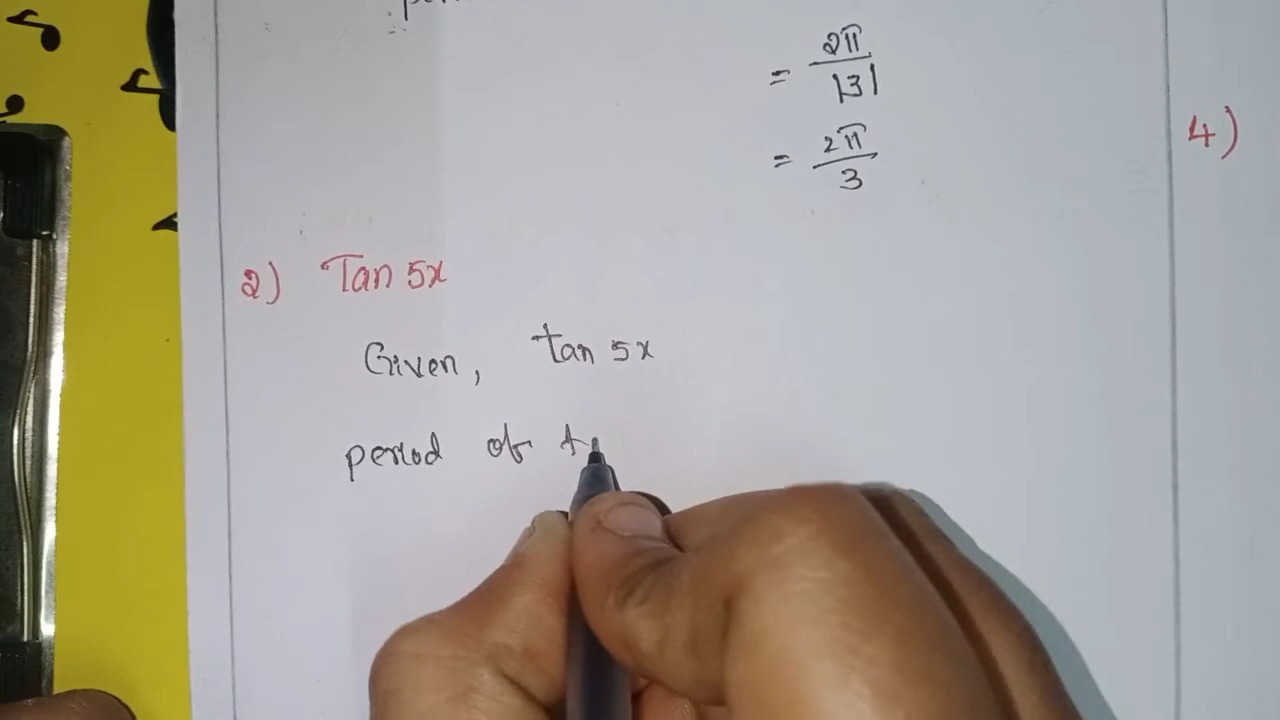 = 2π / |3|
= 2π / 3
4)
2) Tan 5x
Given, tan 5x
period of t